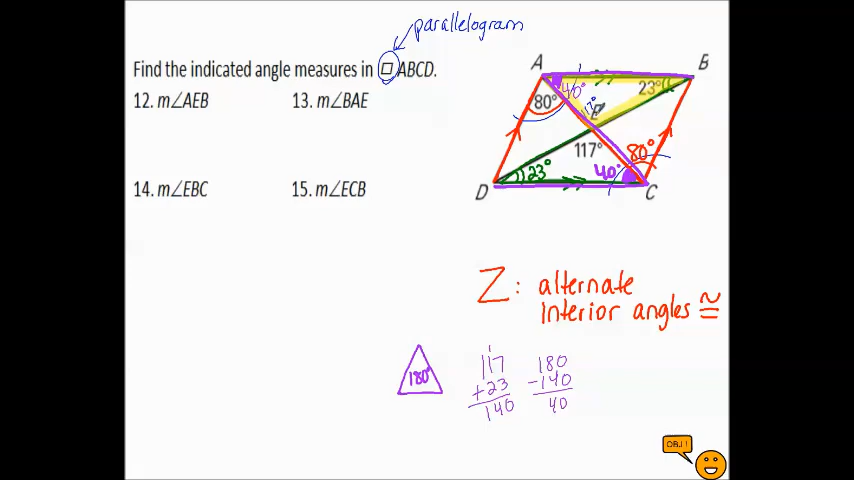 parallelogram
Find the indicated angle measures in □ABCD.
12. m∠AEB
13. m∠BAE
14. m∠EBC
15. m∠ECB
A
B
40°
23°
80°
E
117°
80°
23°
40°
D
C
Z: alternate
interior angles ≅
180°
1
117
+23
140
180
-140
40
OBJ!